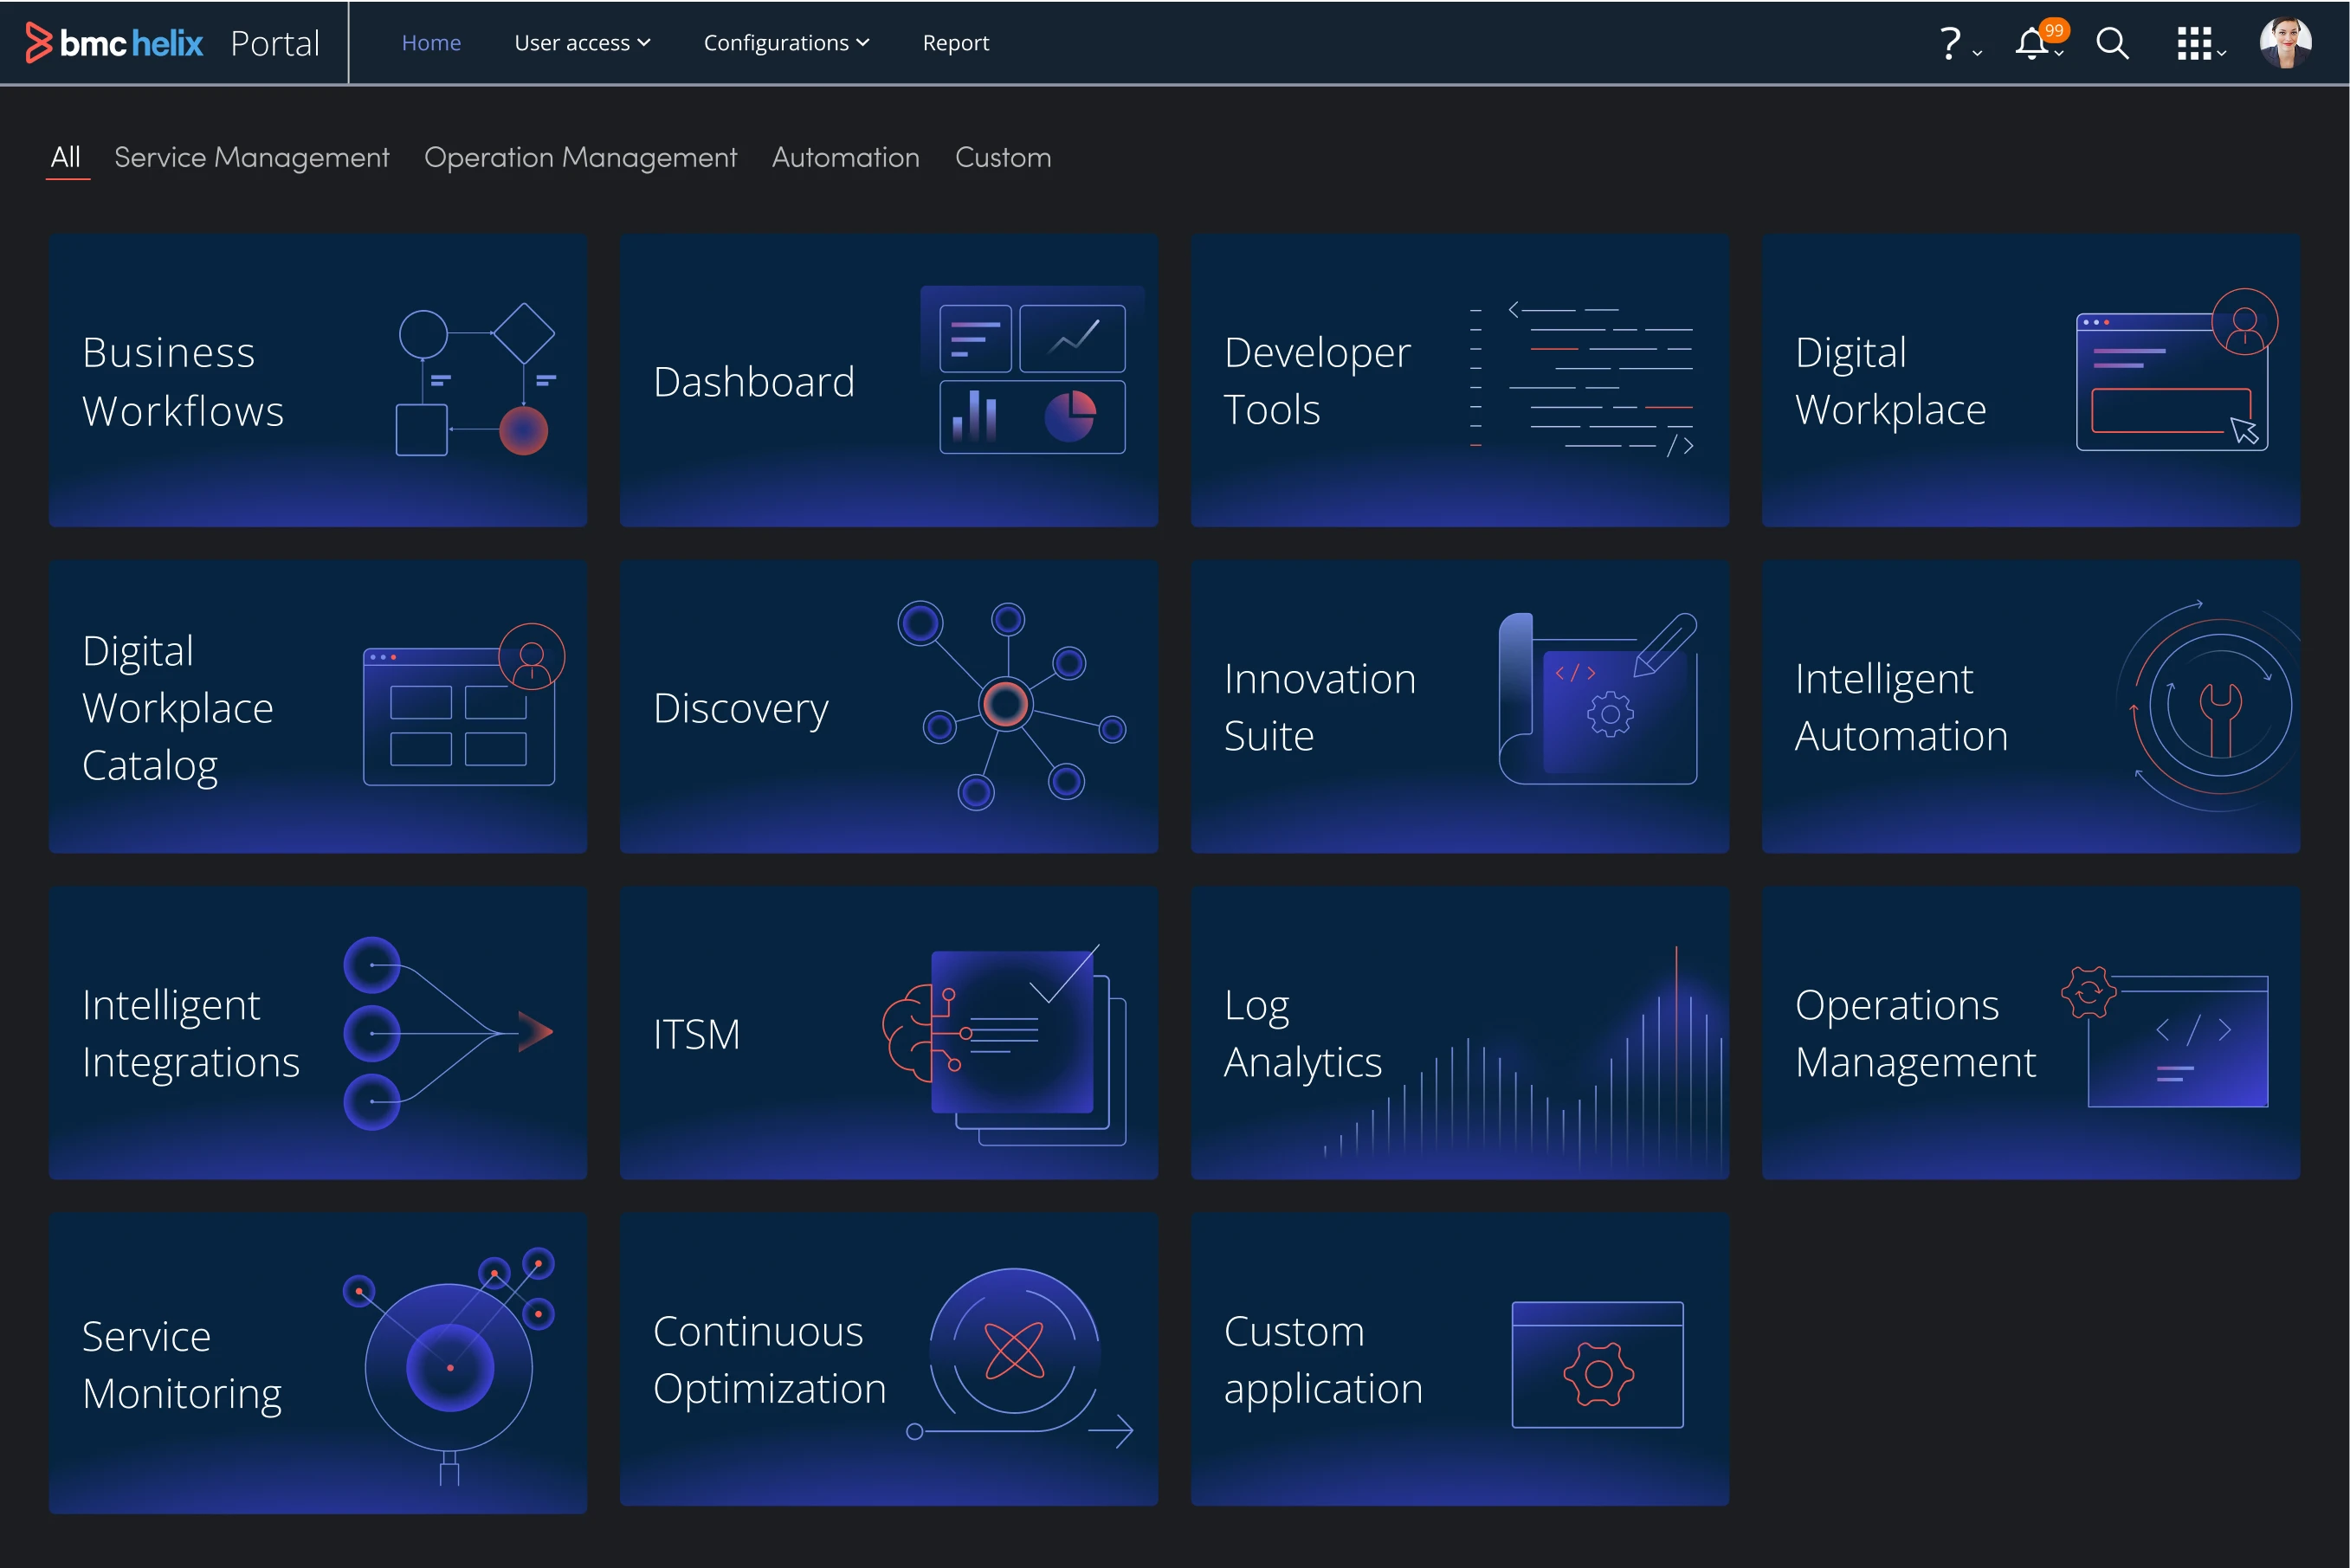 bmc helix Portal Home User access Configurations Report ? 99
All Service Management Operation Management Automation Custom
Business
Workflows
Dashboard
Developer
Tools
Digital
Workplace
Digital
Workplace
Catalog
Discovery
Innovation
Suite
</>
Intelligent
Automation
Intelligent
Integrations
ITSM
Log
Analytics
Operations
Management
</>
Service
Monitoring
Continuous
Optimization
Custom
application